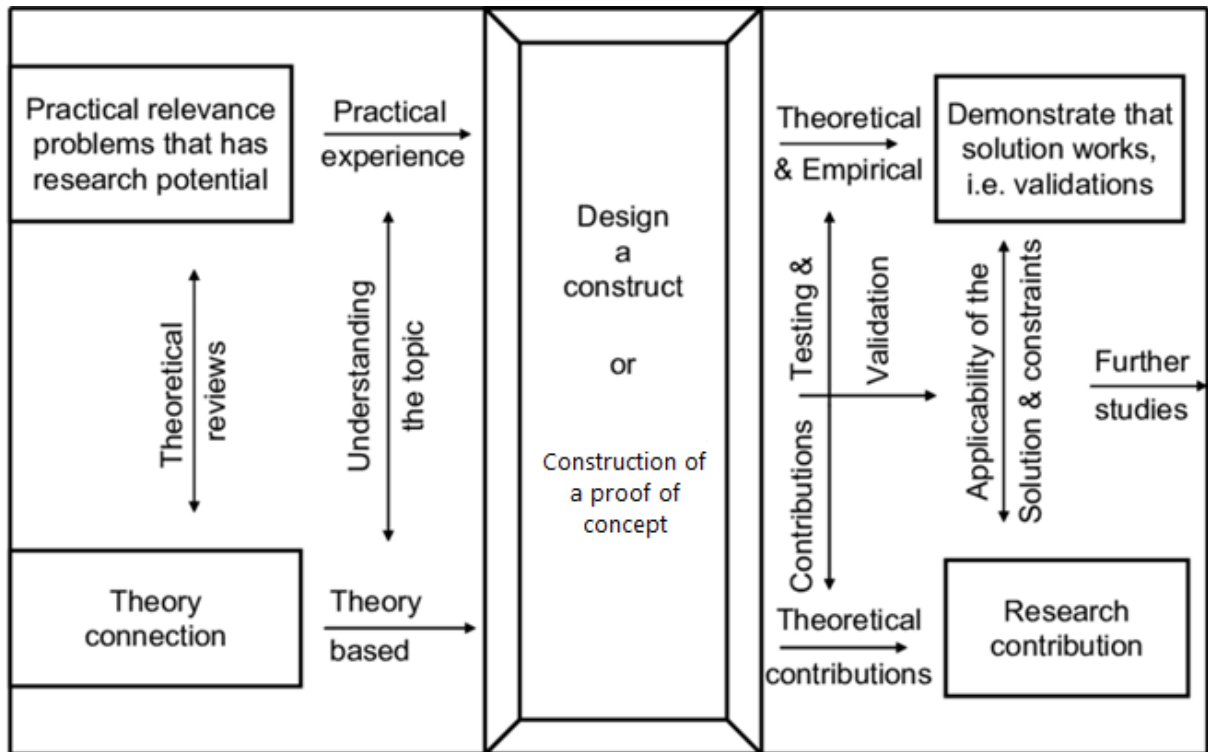 Practical relevance
problems that has
research potential
Practical
experience
Theoretical
reviews
Understanding
the topic
Theory
connection
Theory
based
Design
a
construct
or
Construction of
a proof of
concept
Theoretical
& Empirical
Demonstrate that
solution works,
i.e. validations
Testing &
Validation
Contributions
Applicability of the
Solution & constraints
Further
studies
Theoretical
contributions
Research
contribution